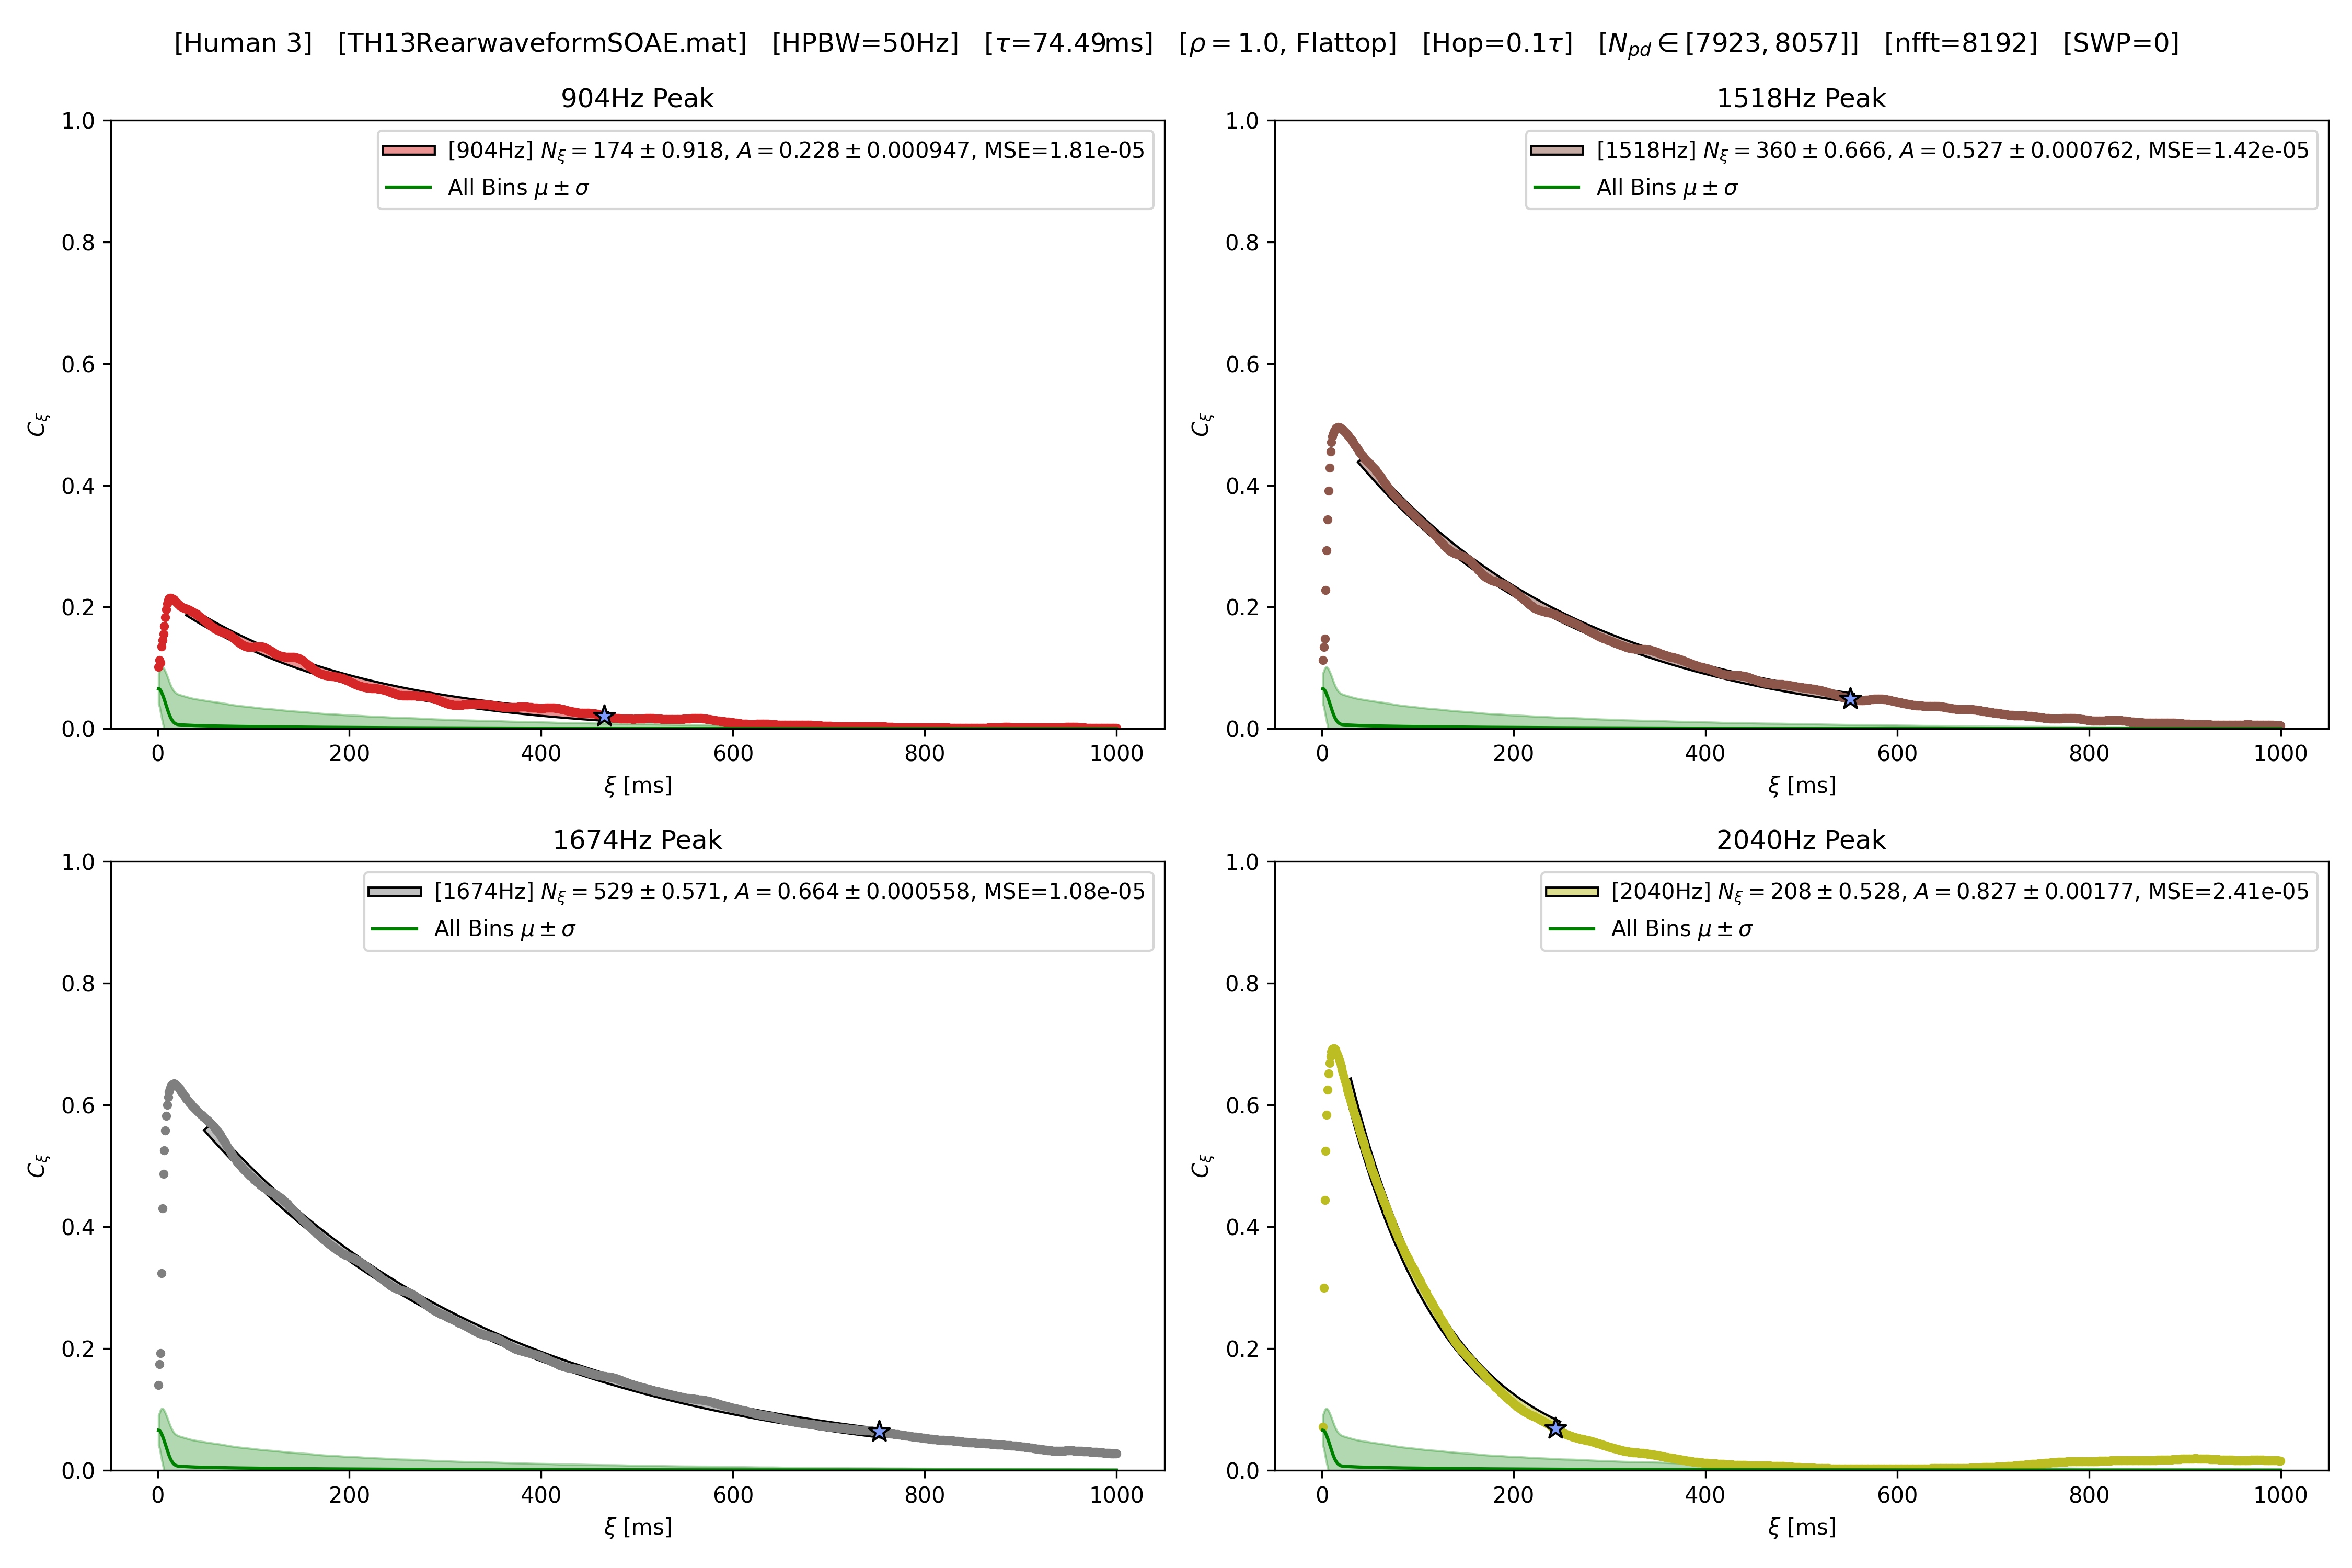 [Human 3]   [TH13RearwaveformSOAE.mat]   [HPBW=50Hz]   [τ=74.49ms]   [ρ = 1.0, Flattop]   [Hop=0.1τ]   [N_pd ∈ [7923, 8057]]   [nfft=8192]   [SWP=0]
904Hz Peak
[904Hz] N_ξ = 174 ± 0.918, A = 0.228 ± 0.000947, MSE=1.81e-05
All Bins μ ± σ
1.0
0.8
0.6
0.4
0.2
0.0
C_ξ
0 200 400 600 800 1000
ξ [ms]
1518Hz Peak
[1518Hz] N_ξ = 360 ± 0.666, A = 0.527 ± 0.000762, MSE=1.42e-05
All Bins μ ± σ
1.0
0.8
0.6
0.4
0.2
0.0
C_ξ
0 200 400 600 800 1000
ξ [ms]
1674Hz Peak
[1674Hz] N_ξ = 529 ± 0.571, A = 0.664 ± 0.000558, MSE=1.08e-05
All Bins μ ± σ
1.0
0.8
0.6
0.4
0.2
0.0
C_ξ
0 200 400 600 800 1000
ξ [ms]
2040Hz Peak
[2040Hz] N_ξ = 208 ± 0.528, A = 0.827 ± 0.00177, MSE=2.41e-05
All Bins μ ± σ
1.0
0.8
0.6
0.4
0.2
0.0
C_ξ
0 200 400 600 800 1000
ξ [ms]